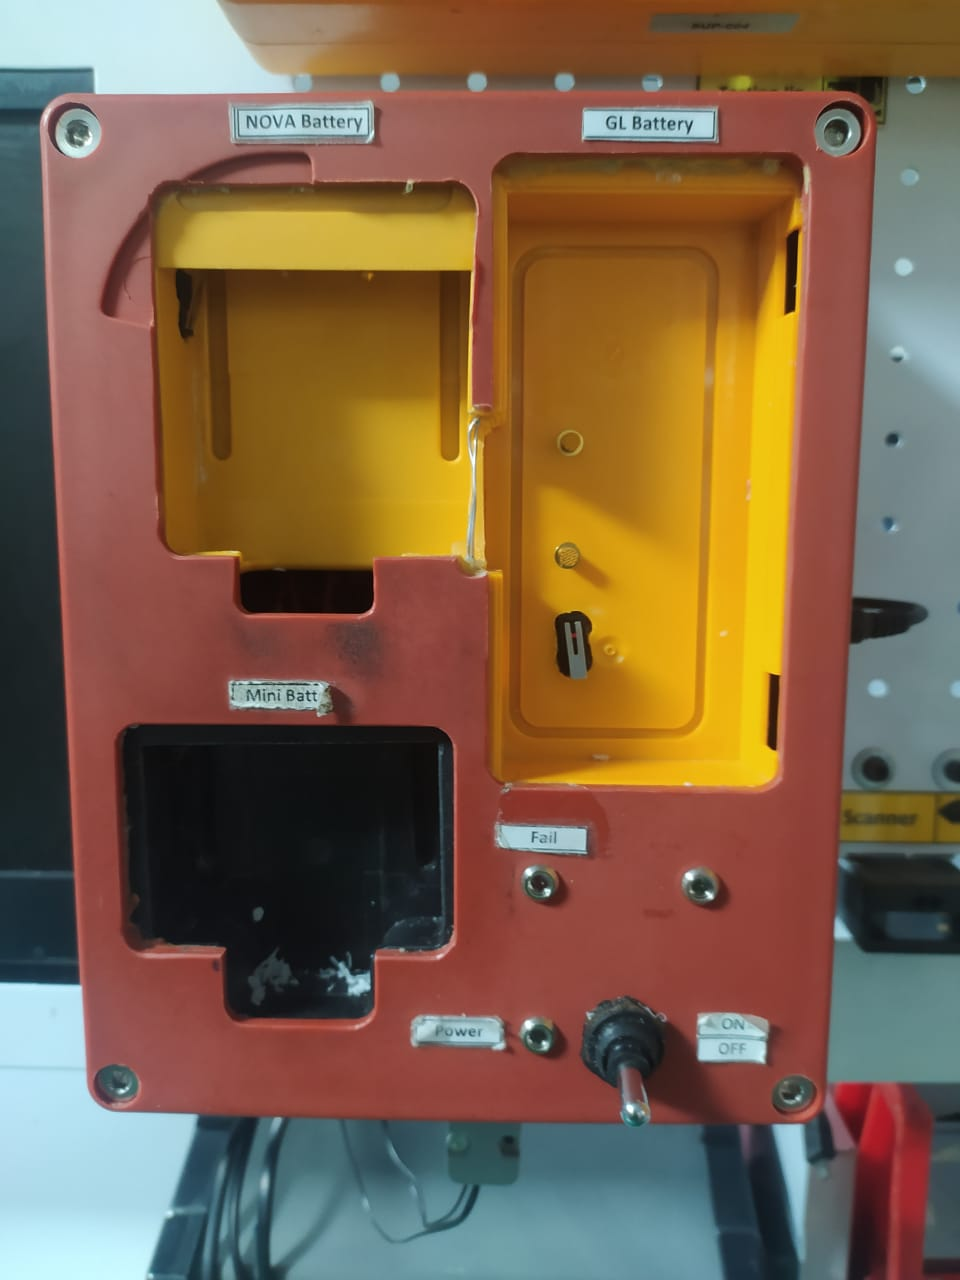 NOVA Battery
GL Battery
Mini Batt
Fail
Scanner
Power
ON
OFF